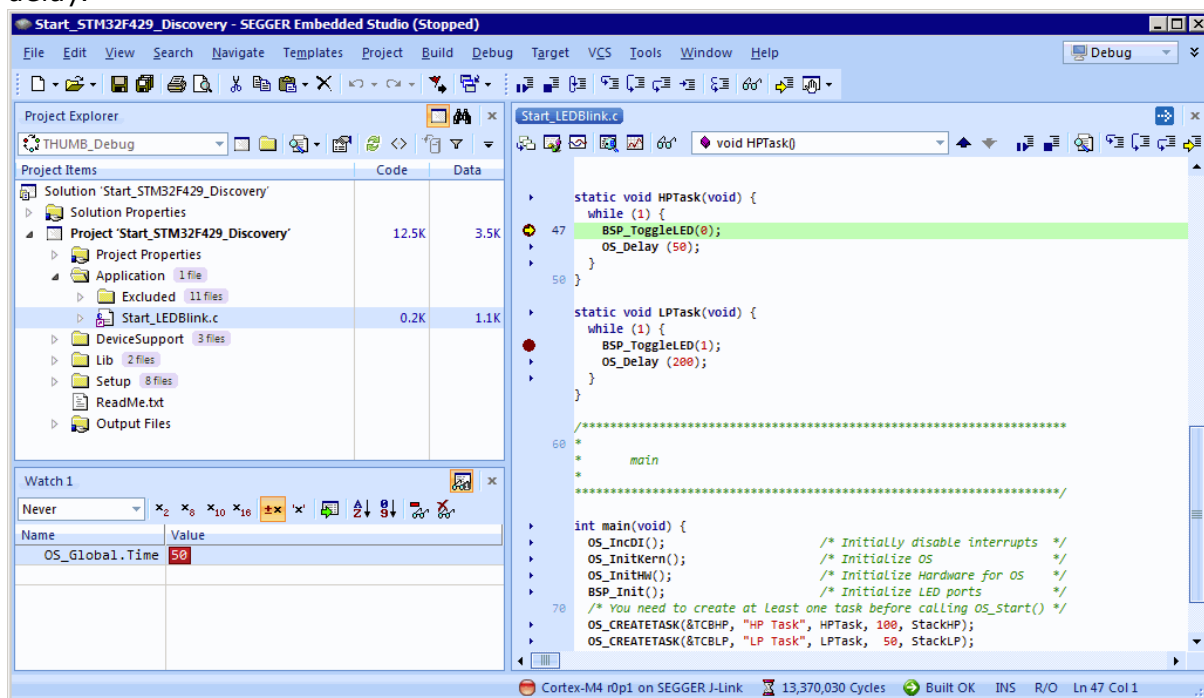 delay.
Start_STM32F429_Discovery - SEGGER Embedded Studio (Stopped)
File Edit View Search Navigate Templates Project Build Debug Target VCS Tools Window Help Debug
Project Explorer
THUMB_Debug
Project Items Code Data
Solution 'Start_STM32F429_Discovery'
Solution Properties
Project 'Start_STM32F429_Discovery' 12.5K 3.5K
Project Properties
Application 1 file
Excluded 11 files
Start_LEDBlink.c 0.2K 1.1K
DeviceSupport 3 files
Lib 2 files
Setup 8 files
ReadMe.txt
Output Files
Watch 1
Never x2 x8 x10 x16 ±x 'x'
Name Value
OS_Global.Time 50
Start_LEDBlink.c
void HPTask()
static void HPTask(void) {
while (1) {
47 BSP_ToggleLED(0);
OS_Delay (50);
}
50 }
static void LPTask(void) {
while (1) {
BSP_ToggleLED(1);
OS_Delay (200);
}
}
/*********************************************************************
60 *
* main
*
*********************************************************************/
int main(void) {
OS_IncDI(); /* Initially disable interrupts */
OS_InitKern(); /* Initialize OS */
OS_InitHW(); /* Initialize Hardware for OS */
BSP_Init(); /* Initialize LED ports */
70 /* You need to create at least one task before calling OS_Start() */
OS_CREATETASK(&TCBHP, "HP Task", HPTask, 100, StackHP);
OS_CREATETASK(&TCBLP, "LP Task", LPTask, 50, StackLP);
Cortex-M4 r0p1 on SEGGER J-Link 13,370,030 Cycles Built OK INS R/O Ln 47 Col 1